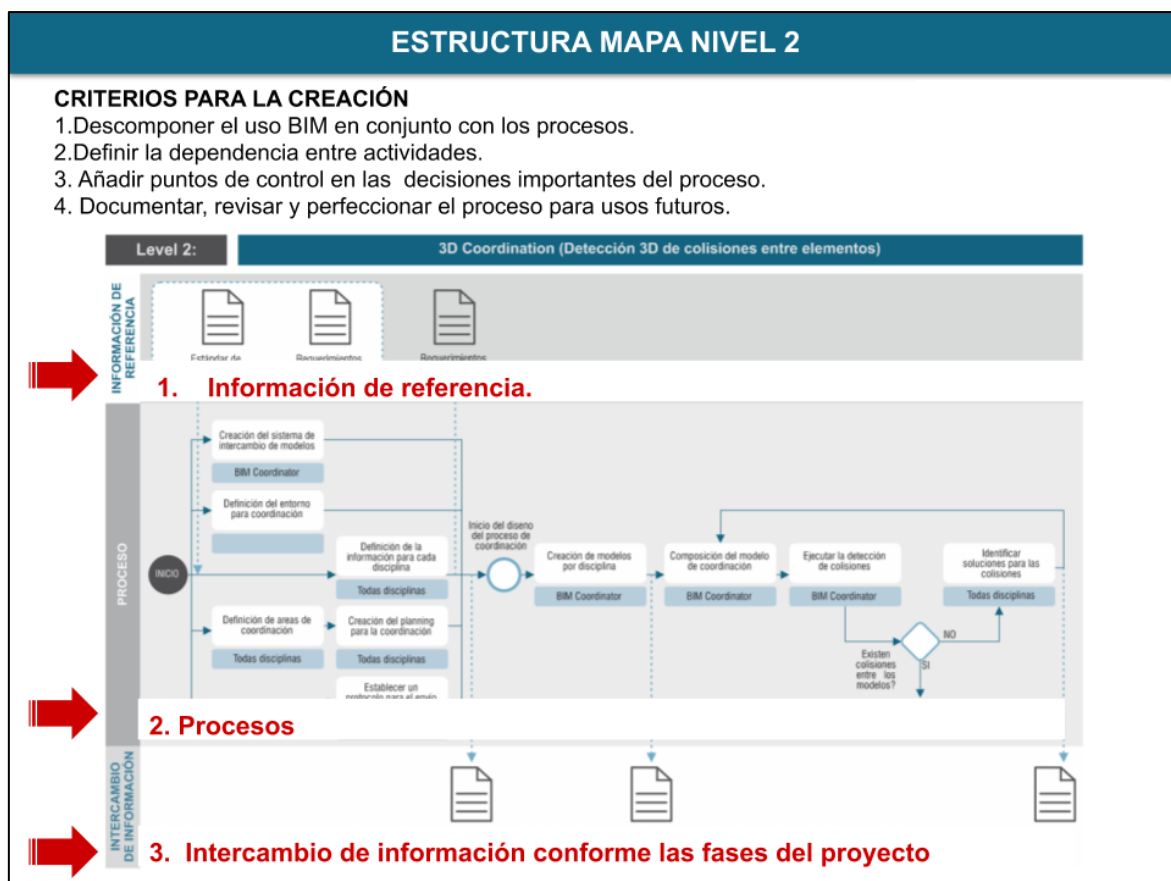 ESTRUCTURA MAPA NIVEL 2
CRITERIOS PARA LA CREACIÓN
1.Descomponer el uso BIM en conjunto con los procesos.
2.Definir la dependencia entre actividades.
3. Añadir puntos de control en las decisiones importantes del proceso.
4. Documentar, revisar y perfeccionar el proceso para usos futuros.
Level 2:
3D Coordination (Detección 3D de colisiones entre elementos)
INFORMACIÓN DE
REFERENCIA
Estándar de
Requerimientos
Requerimientos
1. Información de referencia.
PROCESO
INICIO
Creación del sistema de
intercambio de modelos
BIM Coordinator
Definición del entorno
para coordinación
Definición de la
información para cada
disciplina
Todas disciplinas
Definición de areas de
coordinación
Todas disciplinas
Creación del planning
para la coordinación
Todas disciplinas
Establecer un
protocolo para el envío
Inicio del diseno
del proceso de
coordinación
Creación de modelos
por disciplina
BIM Coordinator
Composición del modelo
de coordinación
BIM Coordinator
Ejecutar la detección
de colisiones
BIM Coordinator
Identificar
soluciones para las
colisiones
Todas disciplinas
Existen
colisiones
entre los
modelos?
NO
SI
2. Procesos
INTERCAMBIO
DE INFORMACIÓN
3. Intercambio de información conforme las fases del proyecto